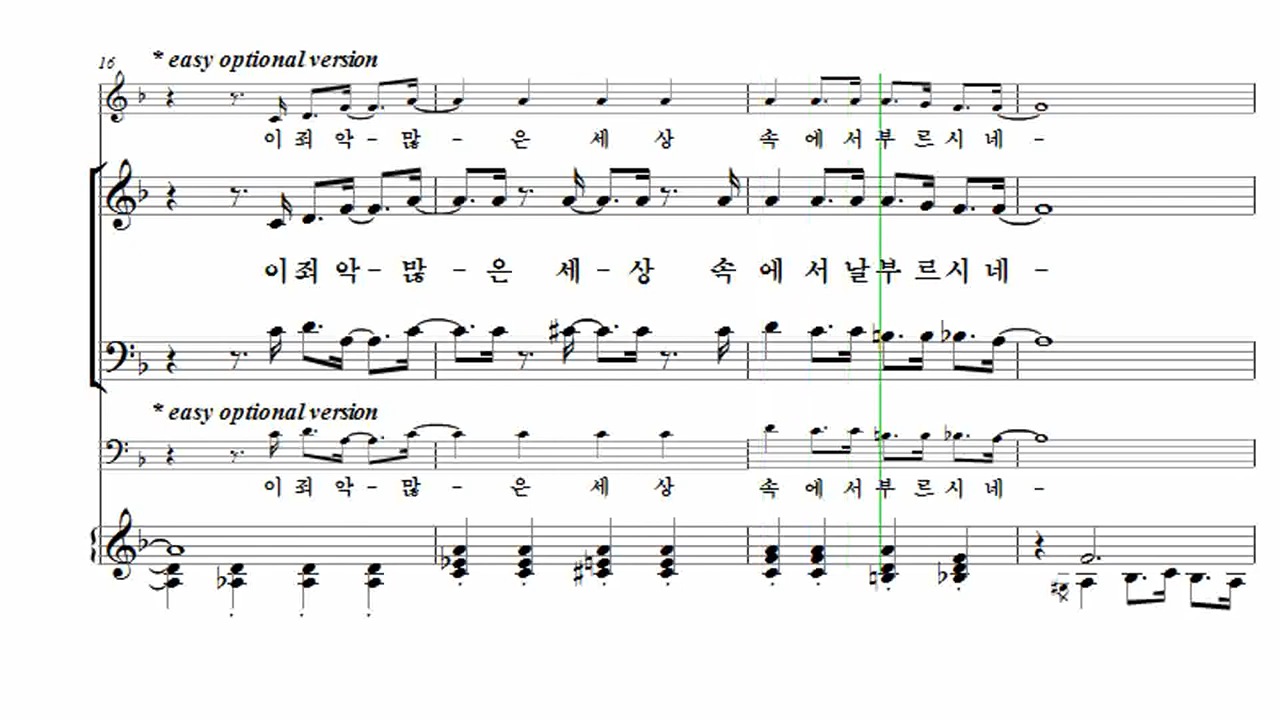 16 * easy optional version
이 죄 악 - 많 - 은 세 상 속 에 서 부 르 시 네 -
이 죄 악 - 많 - 은 세 - 상 속 에 서 날 부 르 시 네 -
* easy optional version
이 죄 악 - 많 - 은 세 상 속 에 서 부 르 시 네 -